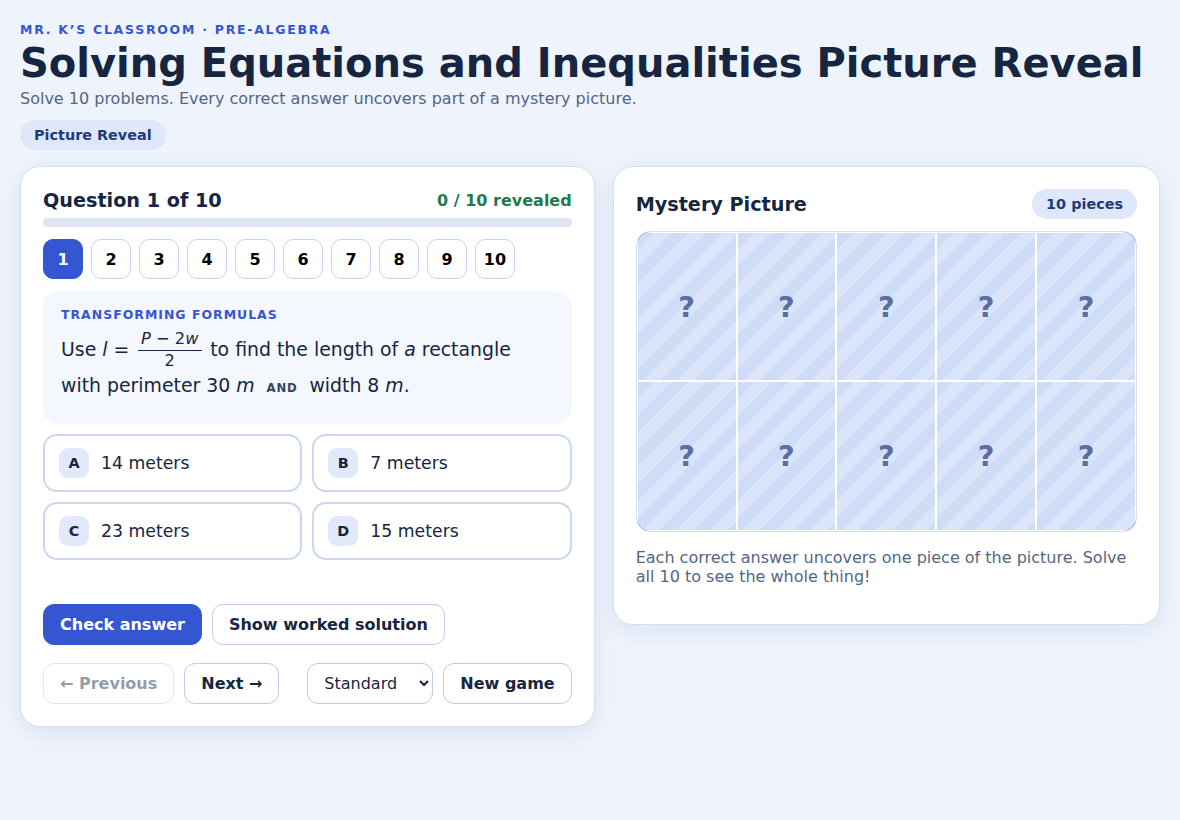 MR. K’S CLASSROOM · PRE-ALGEBRA
Solving Equations and Inequalities Picture Reveal
Solve 10 problems. Every correct answer uncovers part of a mystery picture.
Picture Reveal
Question 1 of 10
0 / 10 revealed
1 2 3 4 5 6 7 8 9 10
TRANSFORMING FORMULAS
Use l = (P − 2w)/2 to find the length of a rectangle
with perimeter 30 m AND width 8 m.
A 14 meters
B 7 meters
C 23 meters
D 15 meters
Check answer
Show worked solution
← Previous
Next →
Standard
New game
Mystery Picture
10 pieces
? ? ? ? ?
? ? ? ? ?
Each correct answer uncovers one piece of the picture. Solve
all 10 to see the whole thing!